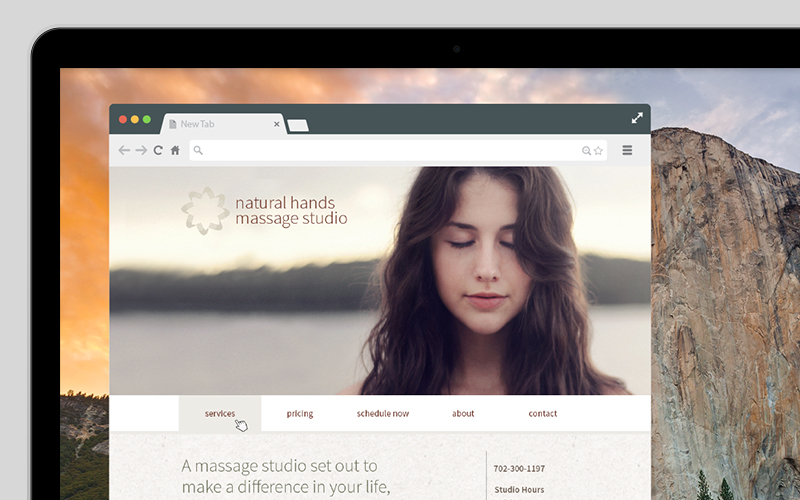 New Tab
natural hands
massage studio
services
pricing
schedule now
about
contact
A massage studio set out to
make a difference in your life,
702-300-1197
Studio Hours